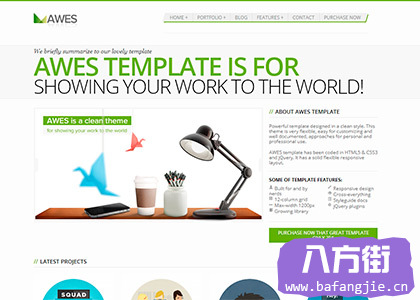 AWES
HOME PORTFOLIO BLOG FEATURES CONTACT PURCHASE NOW
We briefly summarize to our lovely template
AWES TEMPLATE IS FOR
SHOWING YOUR WORK TO THE WORLD!
AWES is a clean theme
for showing your work to the world
// ABOUT AWES TEMPLATE
Powerful template designed in a clean style. This
theme is very flexible, easy for customizing and
well documented, approaches for personal and
professional use.
AWES template has been coded in HTML5 & CSS3
and jQuery. It has a solid flexible responsive
layout.
SOME OF TEMPLATE FEATURES:
Built for and by
nerds
12-column grid
Max-width 1200px
Growing library
Responsive design
Cross-everything
Styleguide docs
jQuery plugins
PURCHASE NOW THAT GREAT TEMPLATE
// LATEST PROJECTS
SQUAD
八方街
www.bafangjie.cn